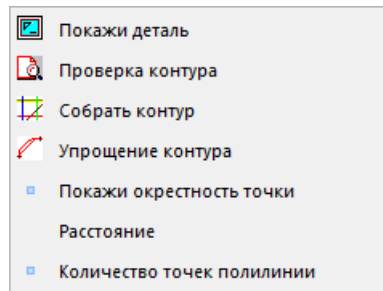 Покажи деталь
Проверка контура
Собрать контур
Упрощение контура
Покажи окрестность точки
Расстояние
Количество точек полилинии